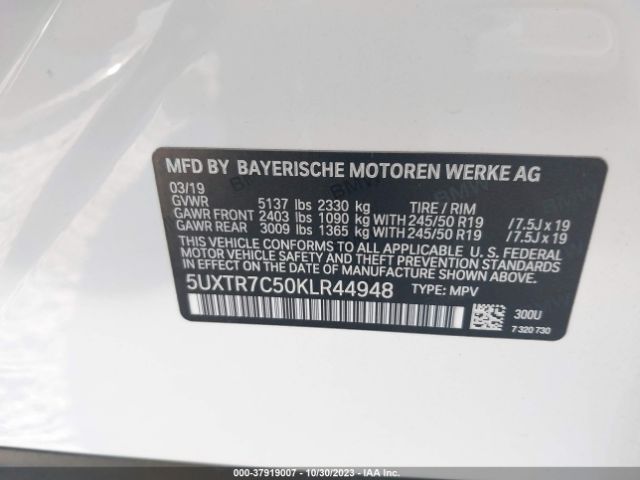 MFD BY BAYERISCHE MOTOREN WERKE AG
03/19
GVWR 5137 lbs 2330 kg TIRE / RIM
GAWR FRONT 2403 lbs 1090 kg WITH 245/50 R19 /7.5J x 19
GAWR REAR 3009 lbs 1365 kg WITH 245/50 R19 /7.5J x 19
THIS VEHICLE CONFORMS TO ALL APPLICABLE U. S. FEDERAL
MOTOR VEHICLE SAFETY AND THEFT PREVENTION STANDARDS
IN EFFECT ON THE DATE OF MANUFACTURE SHOWN ABOVE.
5UXTR7C50KLR44948 TYPE: MPV
300U
7 320 730
000-37919007 - 10/30/2023 - IAA Inc.